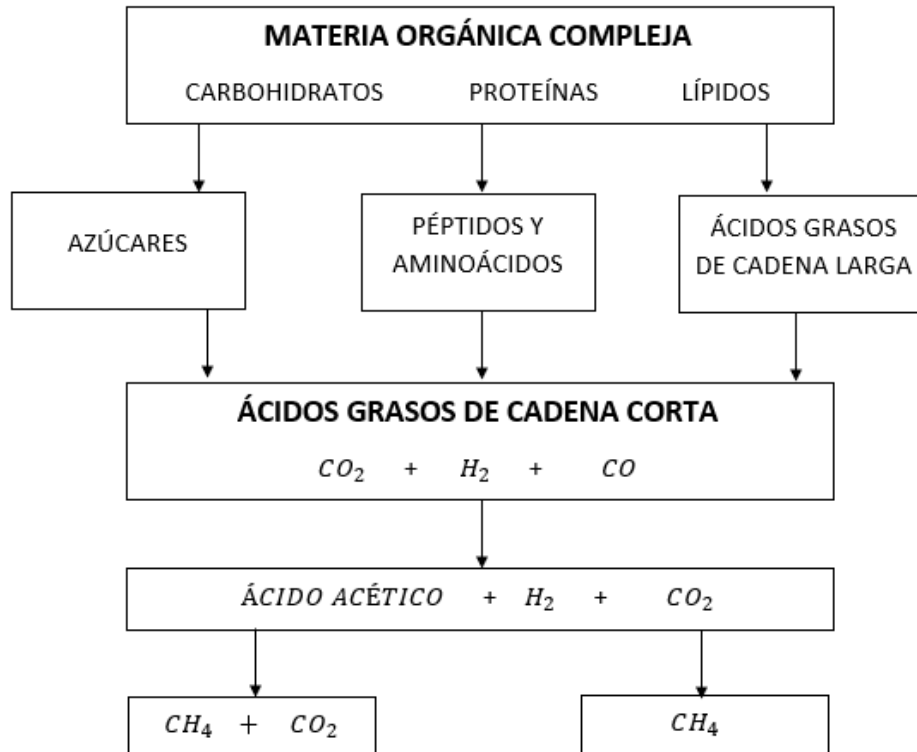 MATERIA ORGÁNICA COMPLEJA
CARBOHIDRATOS PROTEÍNAS LÍPIDOS
AZÚCARES
PÉPTIDOS Y
AMINOÁCIDOS
ÁCIDOS GRASOS
DE CADENA LARGA
ÁCIDOS GRASOS DE CADENA CORTA
CO₂ + H₂ + CO
ÁCIDO ACÉTICO + H₂ + CO₂
CH₄ + CO₂
CH₄